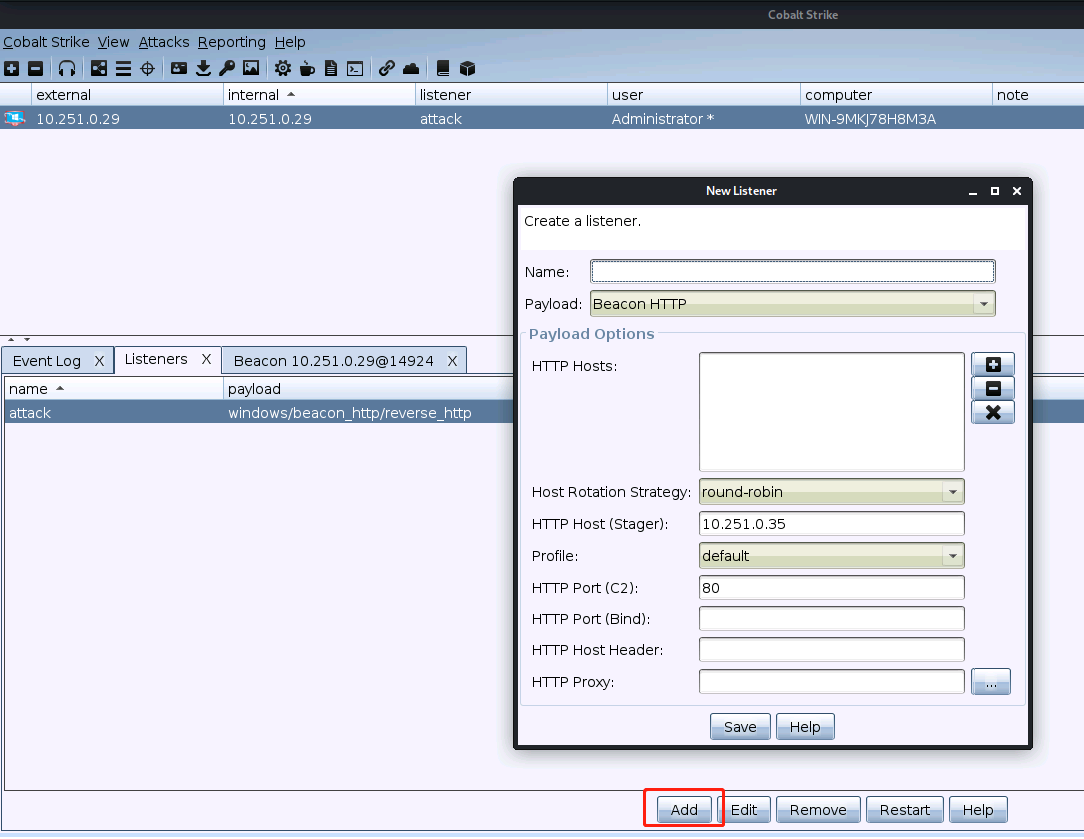 Cobalt Strike
Cobalt Strike View Attacks Reporting Help
external internal listener user computer note
10.251.0.29 10.251.0.29 attack Administrator * WIN-9MKJ78H8M3A
New Listener
Create a listener.
Name:
Payload: Beacon HTTP
Payload Options
HTTP Hosts:
Host Rotation Strategy: round-robin
HTTP Host (Stager): 10.251.0.35
Profile: default
HTTP Port (C2): 80
HTTP Port (Bind):
HTTP Host Header:
HTTP Proxy: ...
Save Help
Event Log X Listeners X Beacon 10.251.0.29@14924 X
name payload
attack windows/beacon_http/reverse_http
Add Edit Remove Restart Help